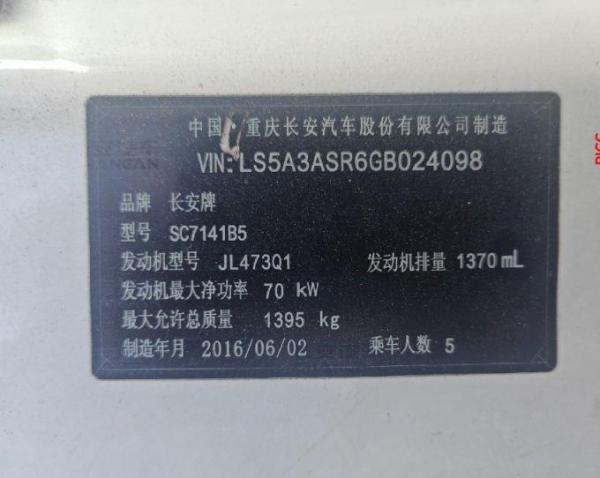 中国·重庆长安汽车股份有限公司制造
VIN:LS5A3ASR6GB024098
品牌 长安牌
型号 SC7141B5
发动机型号 JL473Q1 发动机排量 1370 mL
发动机最大净功率 70 kW
最大允许总质量 1395 kg
制造年月 2016/06/02 乘车人数 5
PICC